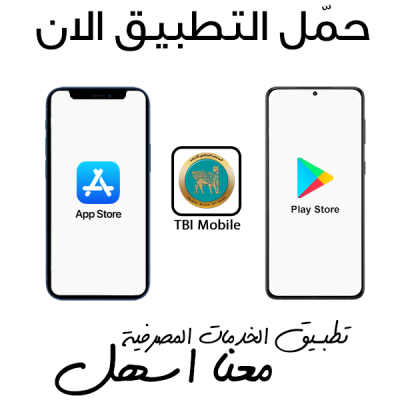 حمّل التطبيق الان
App Store
TBI Mobile
Play Store
تطبيق الخدمات المصرفية
معنا اسهل